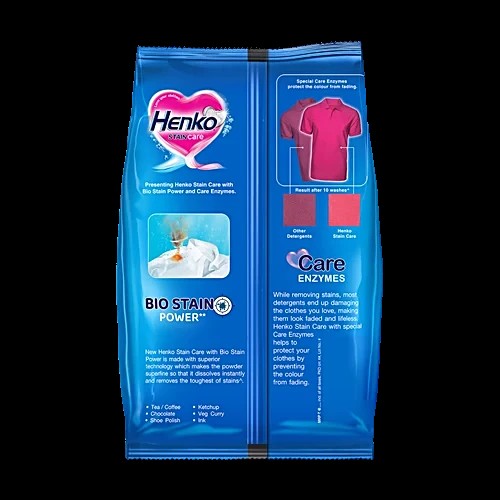 Henko
STAINcare
Presenting Henko Stain Care with
Bio Stain Power and Care Enzymes.
BIO STAIN
POWER**
New Henko Stain Care with Bio Stain
Power is made with superior
technology which makes the powder
superfine so that it dissolves instantly
and removes the toughest of stains^.
• Tea / Coffee
• Chocolate
• Shoe Polish
• Ketchup
• Veg Curry
• Ink
Special Care Enzymes
protect the colour from fading.
Result after 10 washes^
Other
Detergents
Henko
Stain Care
Care
ENZYMES
While removing stains, most
detergents end up damaging
the clothes you love, making
them look faded and lifeless.
Henko Stain Care with special
Care Enzymes
helps to
protect your
clothes by
preventing
the colour
from fading.